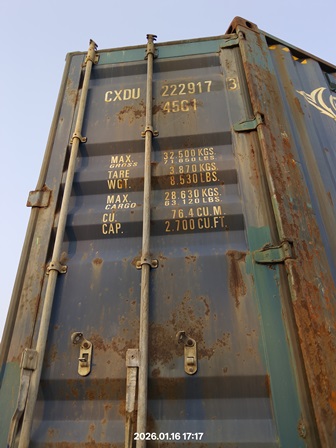 CXDU 222917 3
45G1
MAX. GROSS 32.500 KGS.
71.650 LBS.
TARE 3.870 KGS.
WGT. 8.530 LBS.
MAX. CARGO 28.630 KGS.
63 120 LBS.
CU. 76.4 CU.M.
CAP. 2.700 CU.FT.
2026.01.16 17:17